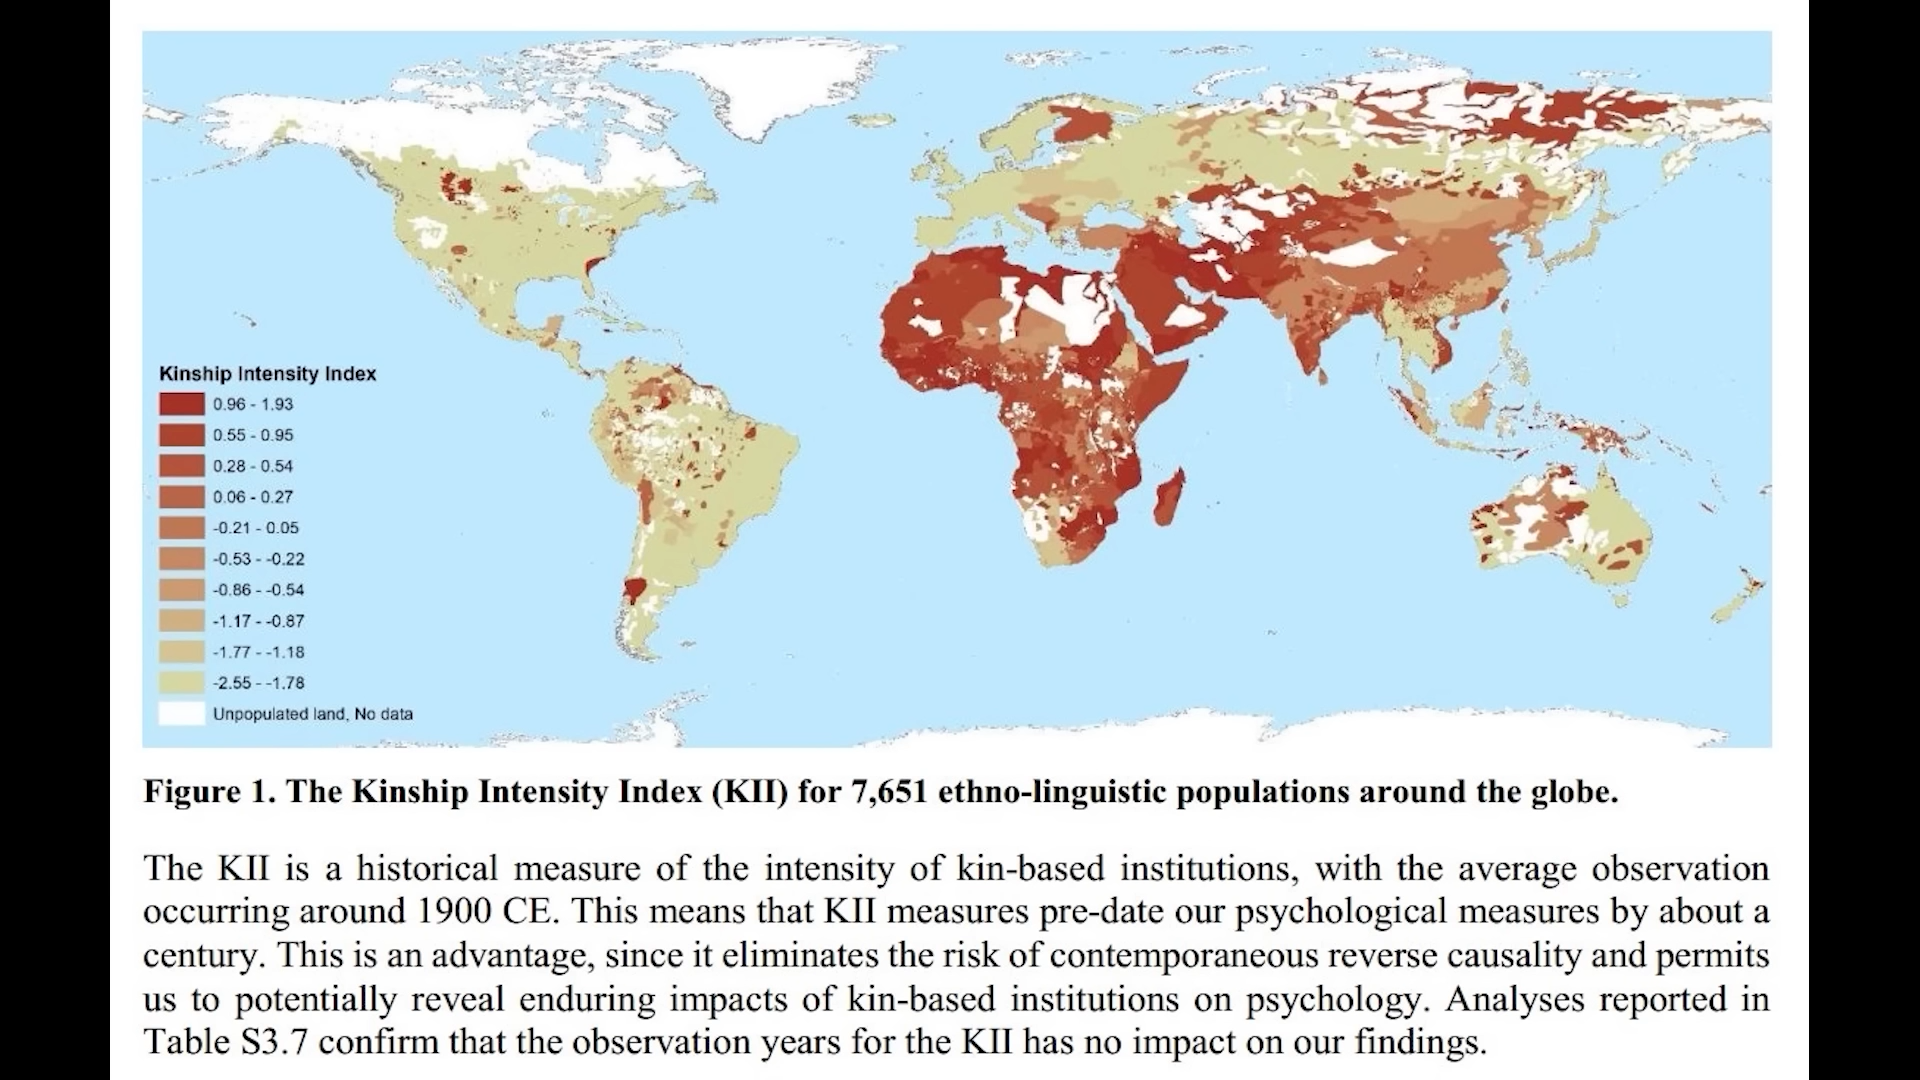 Kinship Intensity Index
0.96 - 1.93
0.55 - 0.95
0.28 - 0.54
0.06 - 0.27
-0.21 - 0.05
-0.53 - -0.22
-0.86 - -0.54
-1.17 - -0.87
-1.77 - -1.18
-2.55 - -1.78
Unpopulated land, No data
Figure 1. The Kinship Intensity Index (KII) for 7,651 ethno-linguistic populations around the globe.
The KII is a historical measure of the intensity of kin-based institutions, with the average observation
occurring around 1900 CE. This means that KII measures pre-date our psychological measures by about a
century. This is an advantage, since it eliminates the risk of contemporaneous reverse causality and permits
us to potentially reveal enduring impacts of kin-based institutions on psychology. Analyses reported in
Table S3.7 confirm that the observation years for the KII has no impact on our findings.